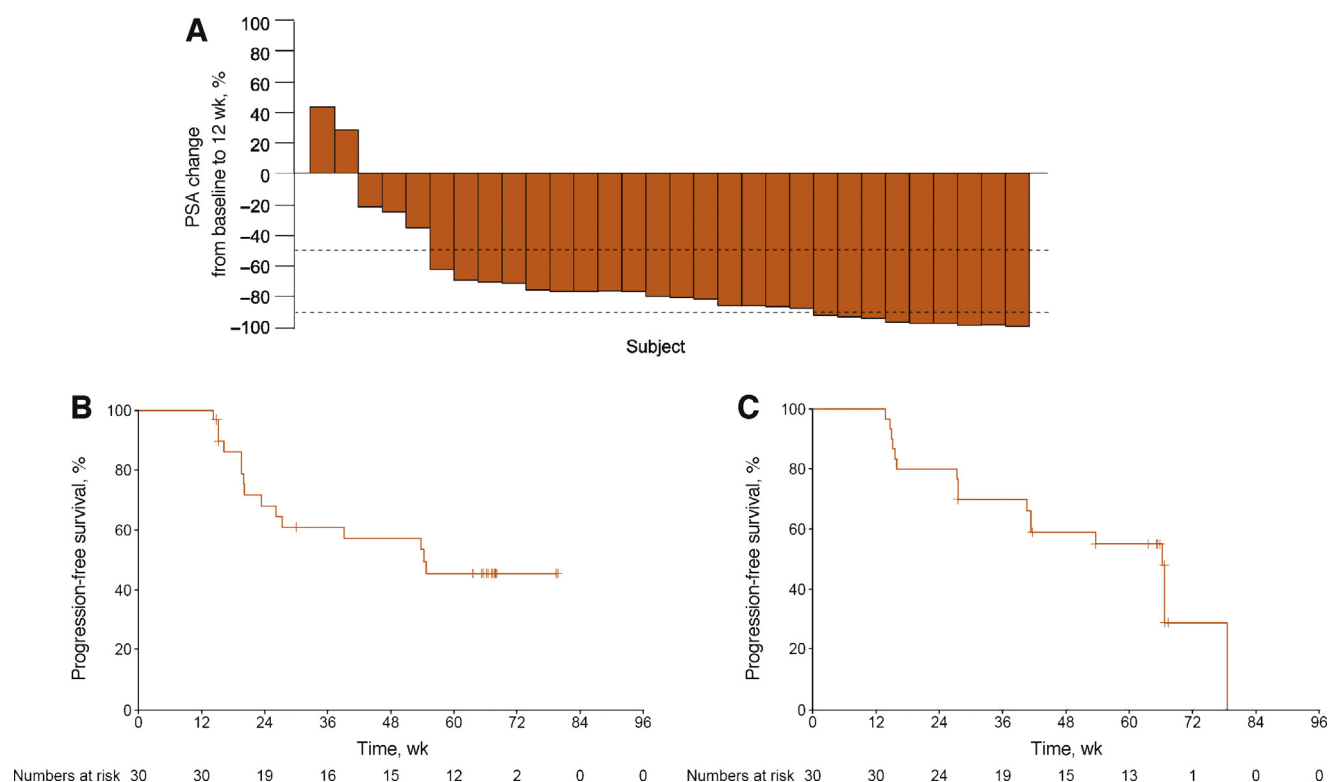 A
PSA change
from baseline to 12 wk, %
100
80
60
40
20
0
−20
−40
−60
−80
−100
Subject
B
Progression-free survival, %
100
80
60
40
20
0
0 12 24 36 48 60 72 84 96
Time, wk
Numbers at risk 30 30 19 16 15 12 2 0 0
C
Progression-free survival, %
100
80
60
40
20
0
0 12 24 36 48 60 72 84 96
Time, wk
Numbers at risk 30 30 24 19 15 13 1 0 0